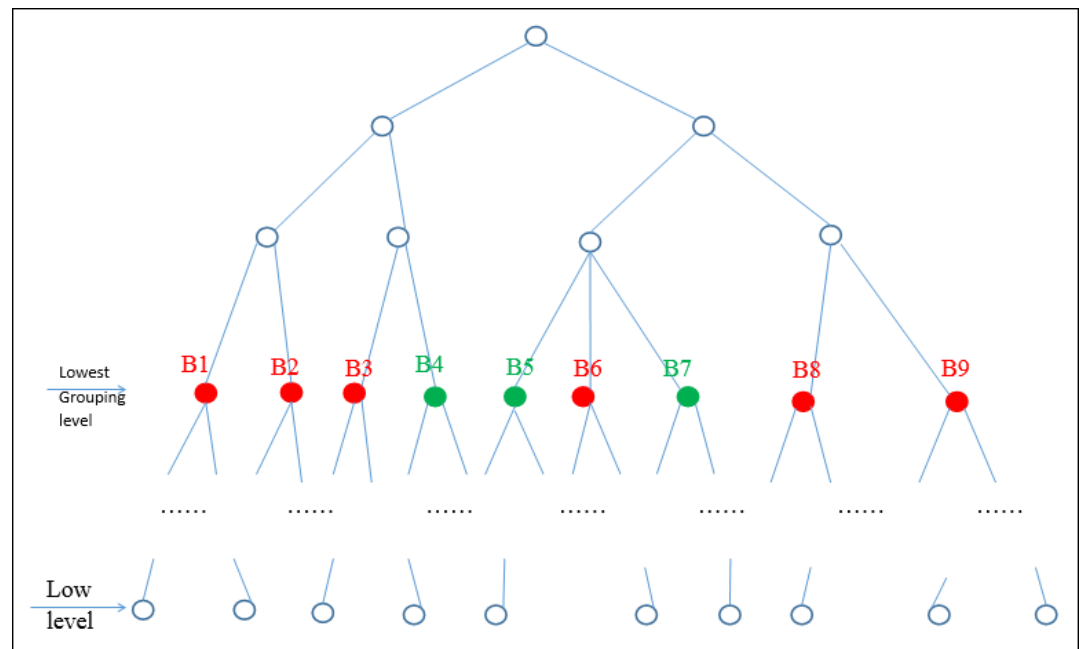 B1 B2 B3 B4 B5 B6 B7 B8 B9
Lowest
Grouping
level
...... ...... ...... ...... ...... ...... ......
Low
level